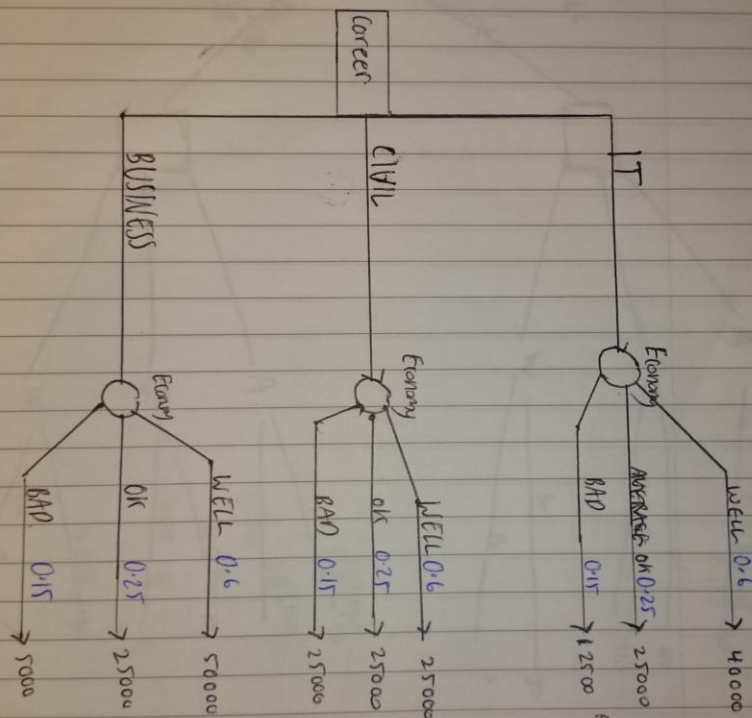 WELL 0.6 40000
Economy
IT
OK 0.25 25000
BAD 0.15 12500
Career
WELL 0.6 25000
Economy
CIVIL
OK 0.25 25000
BAD 0.15 25000
WELL 0.6 50000
Economy
BUSINESS
OK 0.25 25000
BAD 0.15 5000